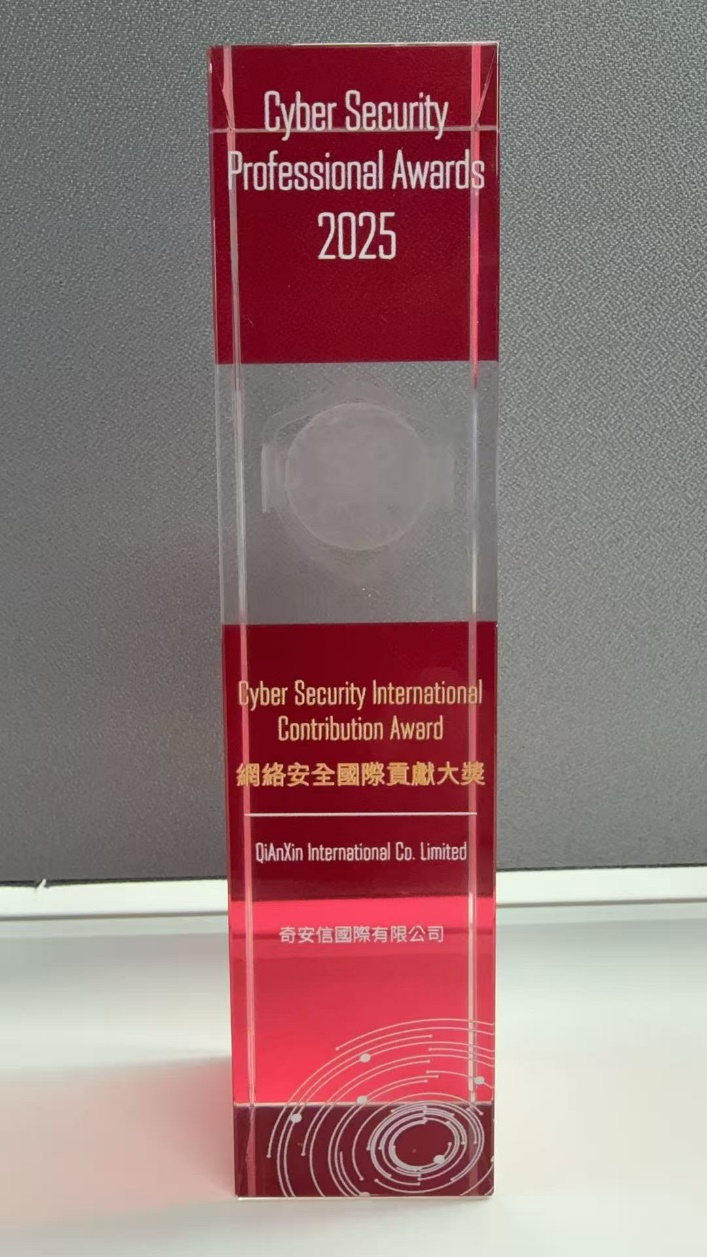 Cyber Security
Professional Awards
2025
Cyber Security International
Contribution Award
網絡安全國際貢獻大獎
QiAnXin International Co. Limited
奇安信國際有限公司